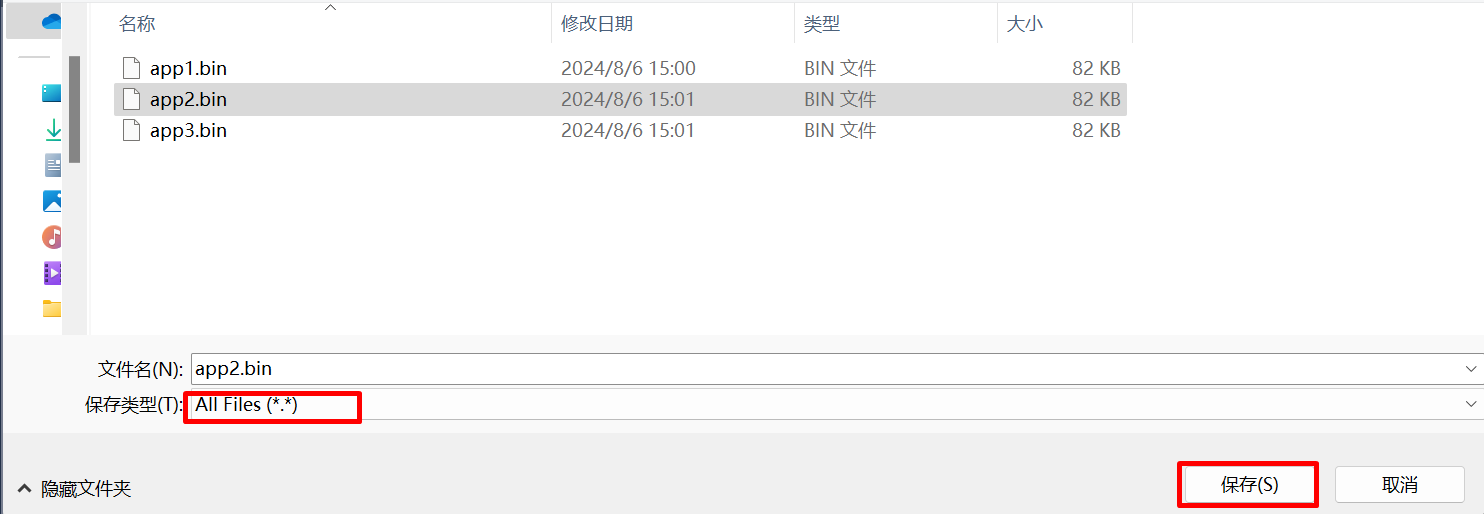 名称 修改日期 类型 大小
app1.bin 2024/8/6 15:00 BIN 文件 82 KB
app2.bin 2024/8/6 15:01 BIN 文件 82 KB
app3.bin 2024/8/6 15:01 BIN 文件 82 KB
文件名(N): app2.bin
保存类型(T): All Files (*.*)
隐藏文件夹 保存(S) 取消